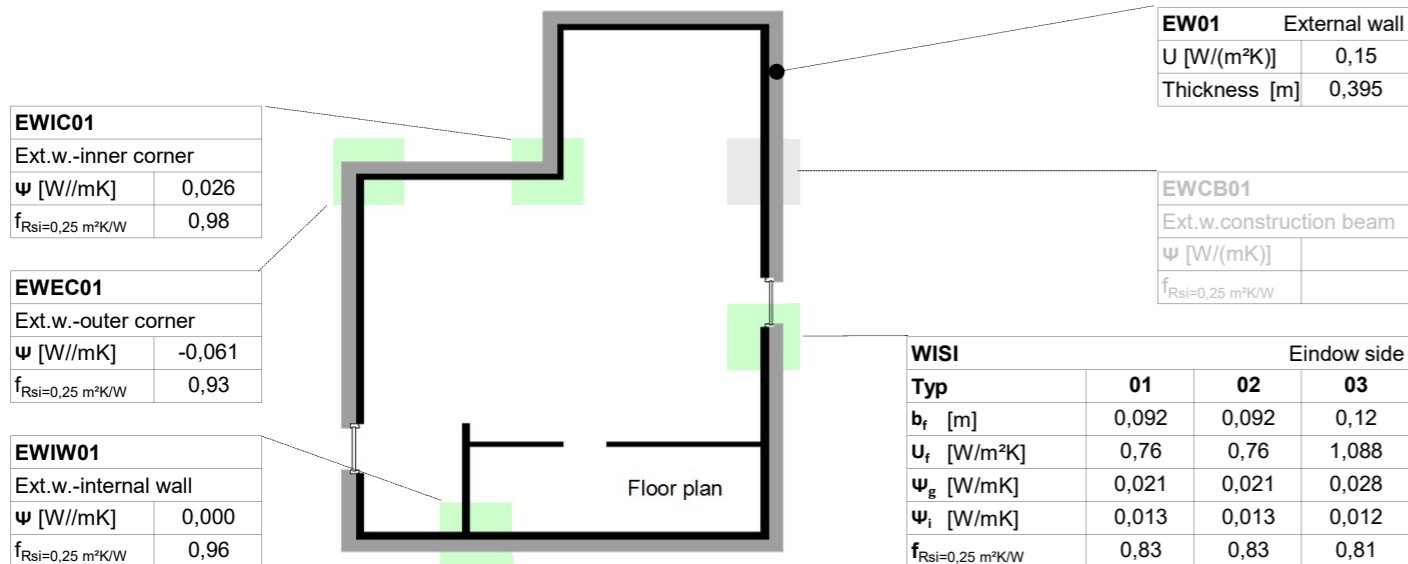 EW01 External wall
U [W/(m²K)] 0,15
Thickness [m] 0,395
EWIC01
Ext.w.-inner corner
Ψ [W//mK] 0,026
fRsi=0,25 m²K/W 0,98
EWCB01
Ext.w.construction beam
Ψ [W/(mK)]
fRsi=0,25 m²K/W
EWEC01
Ext.w.-outer corner
Ψ [W//mK] -0,061
fRsi=0,25 m²K/W 0,93
WISI Eindow side
Typ 01 02 03
bf [m] 0,092 0,092 0,12
Uf [W/m²K] 0,76 0,76 1,088
Ψg [W/mK] 0,021 0,021 0,028
Ψi [W/mK] 0,013 0,013 0,012
fRsi=0,25 m²K/W 0,83 0,83 0,81
EWIW01
Ext.w.-internal wall
Ψ [W//mK] 0,000
fRsi=0,25 m²K/W 0,96
Floor plan